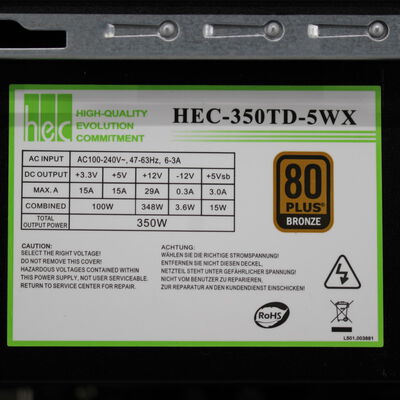 hec HIGH-QUALITY
EVOLUTION
COMMITMENT
HEC-350TD-5WX
AC INPUT AC100-240V~, 47-63Hz, 6-3A
DC OUTPUT +3.3V +5V +12V -12V +5Vsb
MAX. A 15A 15A 29A 0.3A 3.0A
COMBINED 100W 348W 3.6W 15W
TOTAL
OUTPUT POWER 350W
80
PLUS®
BRONZE
CAUTION:
SELECT THE RIGHT VOLTAGE!
DO NOT REMOVE THIS COVER!
HAZARDOUS VOLTAGES CONTAINED WITHIN
THIS POWER SUPPLY, NOT USER SERVICEABLE.
RETURN TO SERVICE CENTER FOR REPAIR.
ACHTUNG:
WÄHLEN SIE DIE RICHTIGE STROMSPANNUNG!
ENTFERNEN SIE NICHT DIESEN DECKEL,
NETZTEIL STEHT UNTER GEFÄHRLICHER SPANNUNG!
NICHT VOM BENUTZER ZU REPARIEREN,
ZUR REPARATUR AN DEN KUNDENDIENST EINSCHICKEN!
RoHS
L501.003881